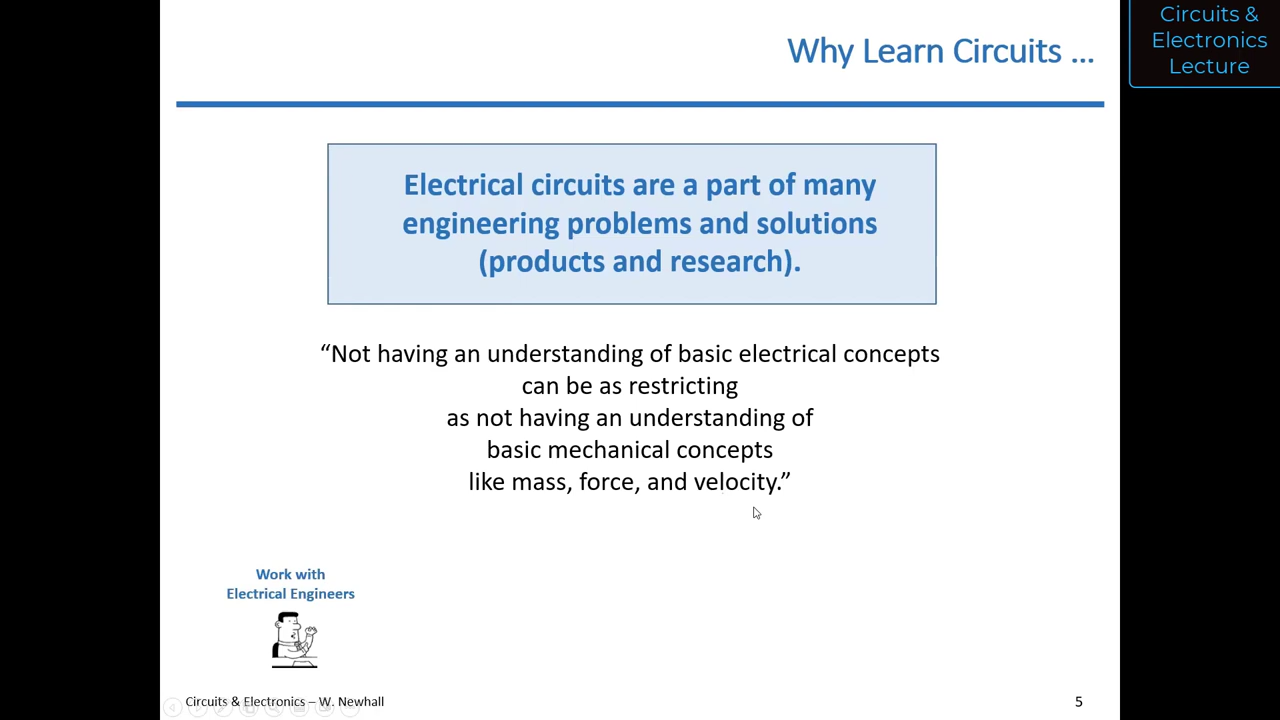 Why Learn Circuits ...
Circuits &
Electronics
Lecture
Electrical circuits are a part of many
engineering problems and solutions
(products and research).
“Not having an understanding of basic electrical concepts
can be as restricting
as not having an understanding of
basic mechanical concepts
like mass, force, and velocity.”
Work with
Electrical Engineers
Circuits & Electronics – W. Newhall
5